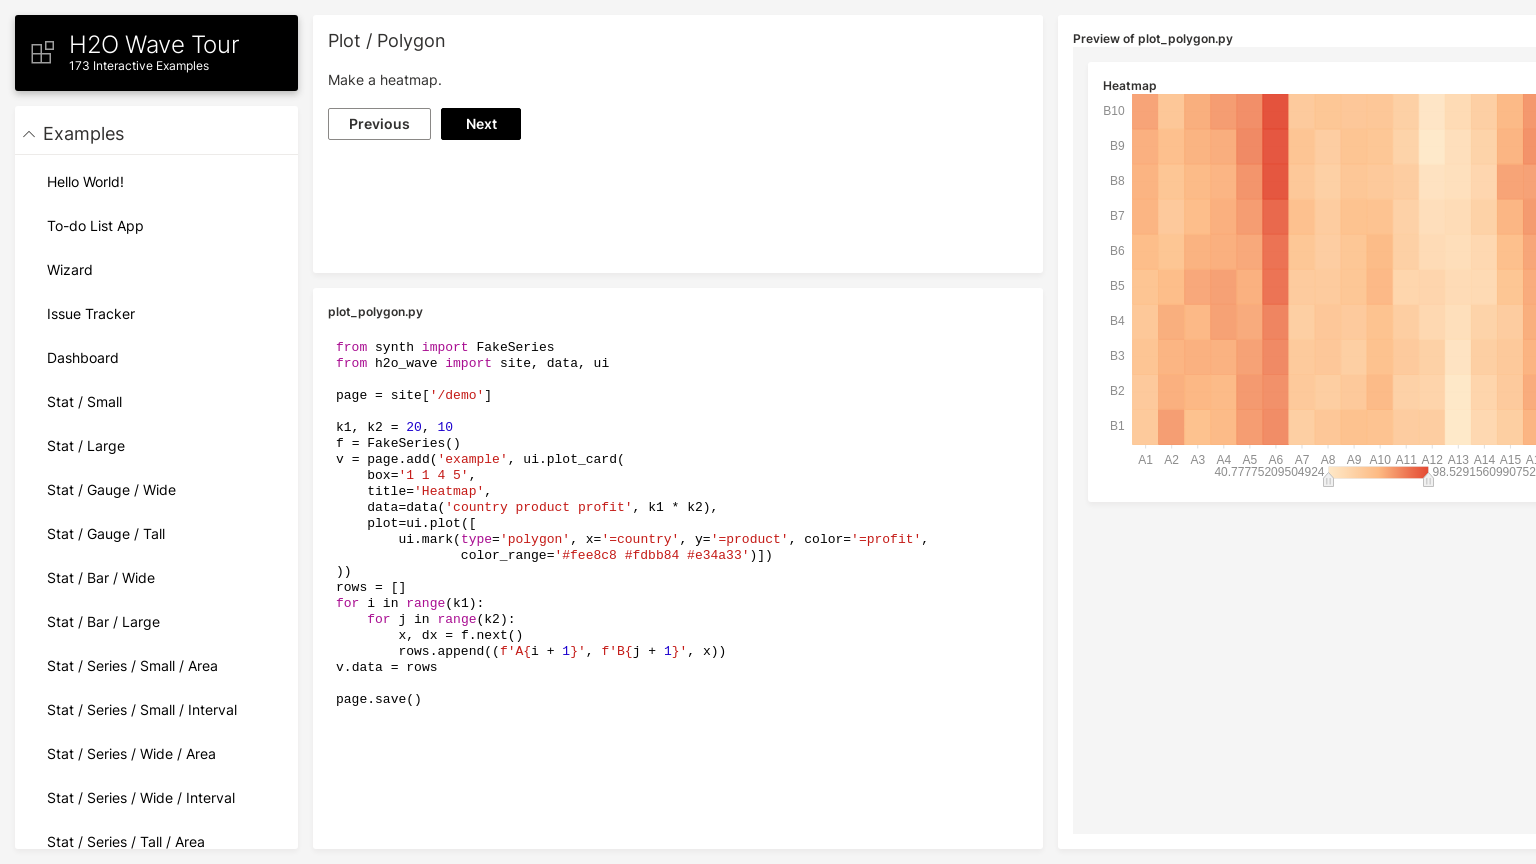 H2O Wave Tour
173 Interactive Examples
Examples
Hello World!
To-do List App
Wizard
Issue Tracker
Dashboard
Stat / Small
Stat / Large
Stat / Gauge / Wide
Stat / Gauge / Tall
Stat / Bar / Wide
Stat / Bar / Large
Stat / Series / Small / Area
Stat / Series / Small / Interval
Stat / Series / Wide / Area
Stat / Series / Wide / Interval
Stat / Series / Tall / Area
Plot / Polygon
Make a heatmap.
Previous
Next
plot_polygon.py
from synth import FakeSeries
from h2o_wave import site, data, ui
page = site['/demo']
k1, k2 = 20, 10
f = FakeSeries()
v = page.add('example', ui.plot_card(
    box='1 1 4 5',
    title='Heatmap',
    data=data('country product profit', k1 * k2),
    plot=ui.plot([
        ui.mark(type='polygon', x='=country', y='=product', color='=profit',
                color_range='#fee8c8 #fdbb84 #e34a33')])
))
rows = []
for i in range(k1):
    for j in range(k2):
        x, dx = f.next()
        rows.append((f'A{i + 1}', f'B{j + 1}', x))
v.data = rows
page.save()
Preview of plot_polygon.py
Heatmap
B10
B9
B8
B7
B6
B5
B4
B3
B2
B1
A1 A2 A3 A4 A5 A6 A7 A8 A9 A10 A11 A12 A13 A14 A15
40.77775209504924
98.5291560990752